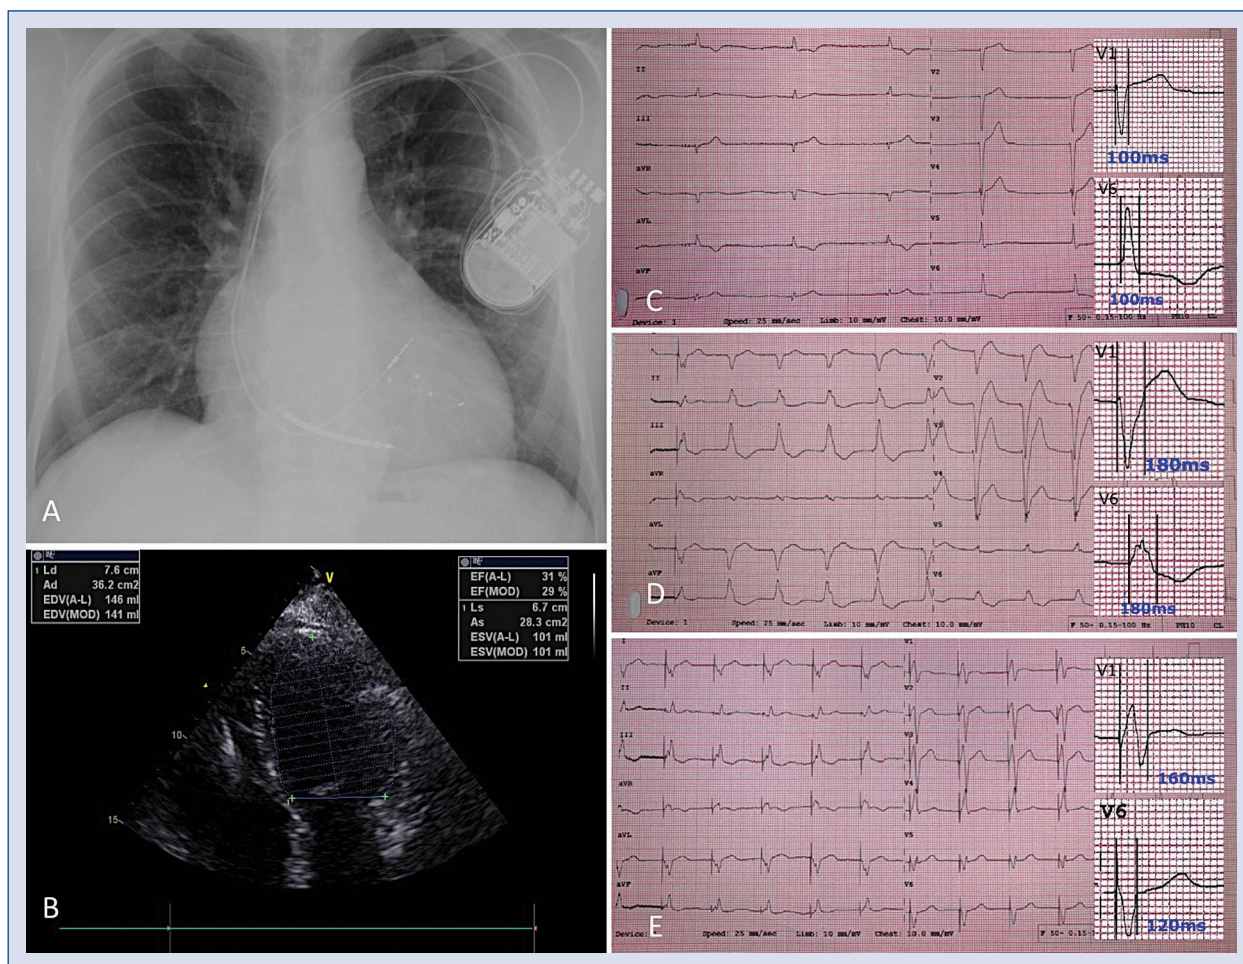 A
1 Ld 7.6 cm
Ad 36.2 cm2
EDV(A-L) 146 ml
EDV(MOD) 141 ml
V
EF(A-L) 31 %
EF(MOD) 29 %
1 Ls 6.7 cm
As 28.3 cm2
ESV(A-L) 101 ml
ESV(MOD) 101 ml
5
10
15
B
II
V2
III
V3
aVR
V4
aVL
V5
aVF
V6
C
Device: 1 Speed: 25 mm/sec Limb: 10 mm/mV Chest: 10.0 mm/mV F 50~ 0.15-100 Hz PH10 CL
V1
100ms
V6
100ms
II
V2
III
V3
aVR
V4
aVL
V5
aVF
V6
D
Device: 1 Speed: 25 mm/sec Limb: 10 mm/mV Chest: 10.0 mm/mV F 50~ 0.15-100 Hz PH10 CL
V1
180ms
V6
180ms
I
V1
II
V2
III
V3
aVR
V4
aVL
V5
aVF
V6
E
Speed: 25 mm/sec Limb: 10 mm/mV Chest: 10.0 mm/mV F 50~ 0.15-
V1
160ms
V6
120ms